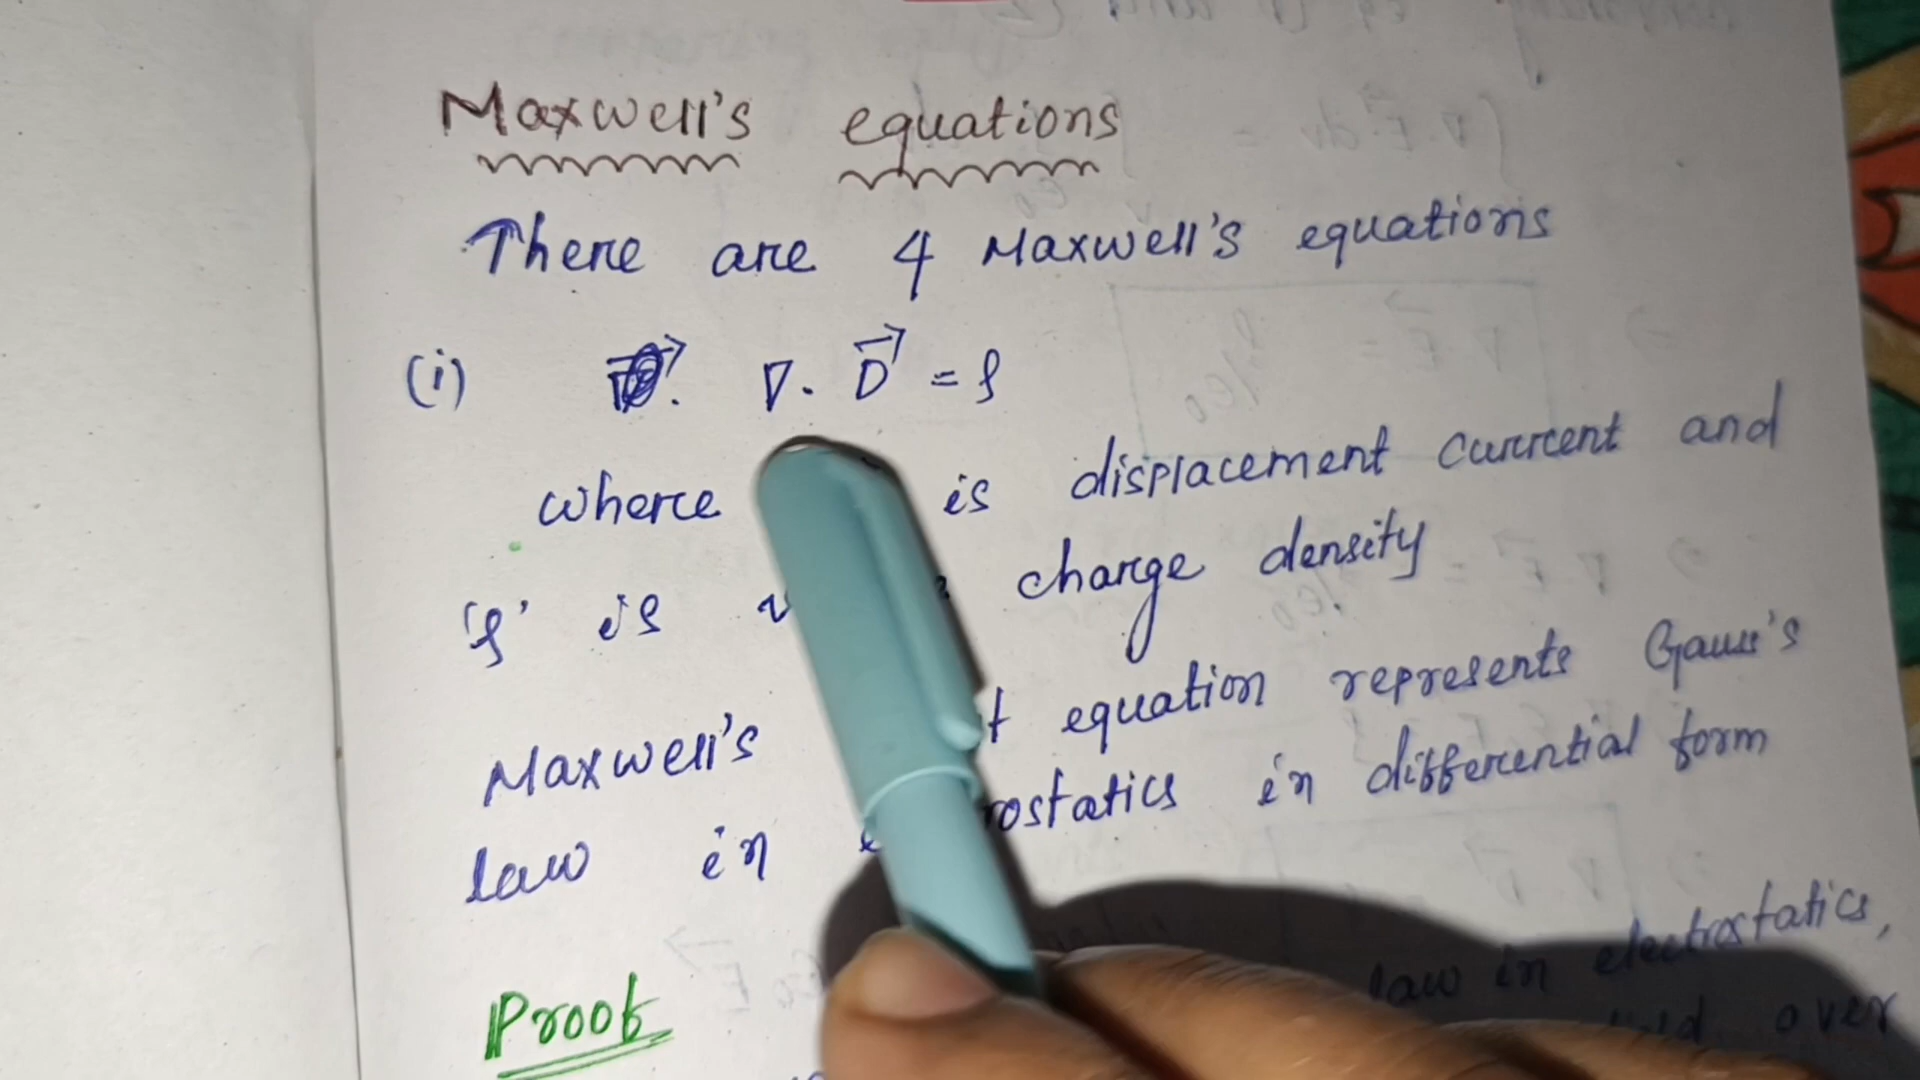 Maxwell's equations
There are 4 Maxwell's equations
(i) ∇. D⃗ = ρ
where is displacement current and
'ρ' is charge density
Maxwell's equation represents Gauss's
law in in differential form
law in electrostatics,
Proof over